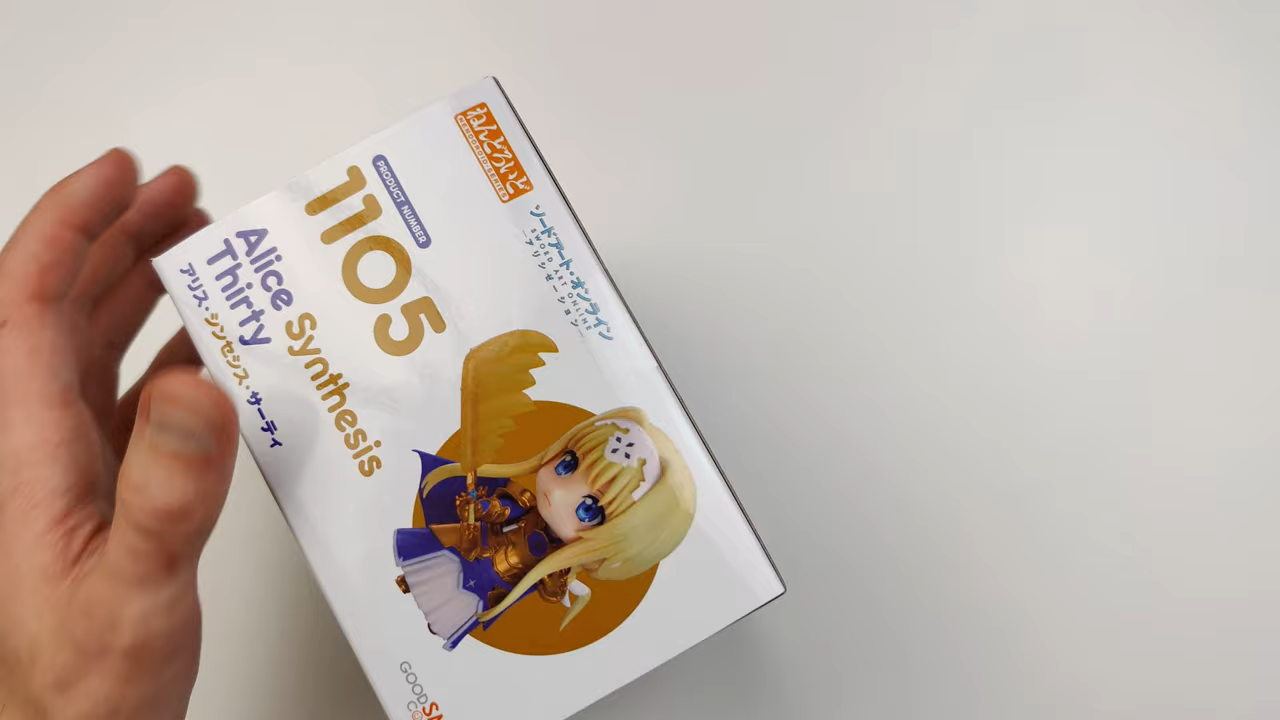 ねんどろいど
NENDOROID SERIES
ソードアート・オンライン
SWORD ART ONLINE
アリシゼーション
PRODUCT NUMBER
1105
Alice Synthesis
Thirty
アリス・シンセシス・サーティ
GOOD